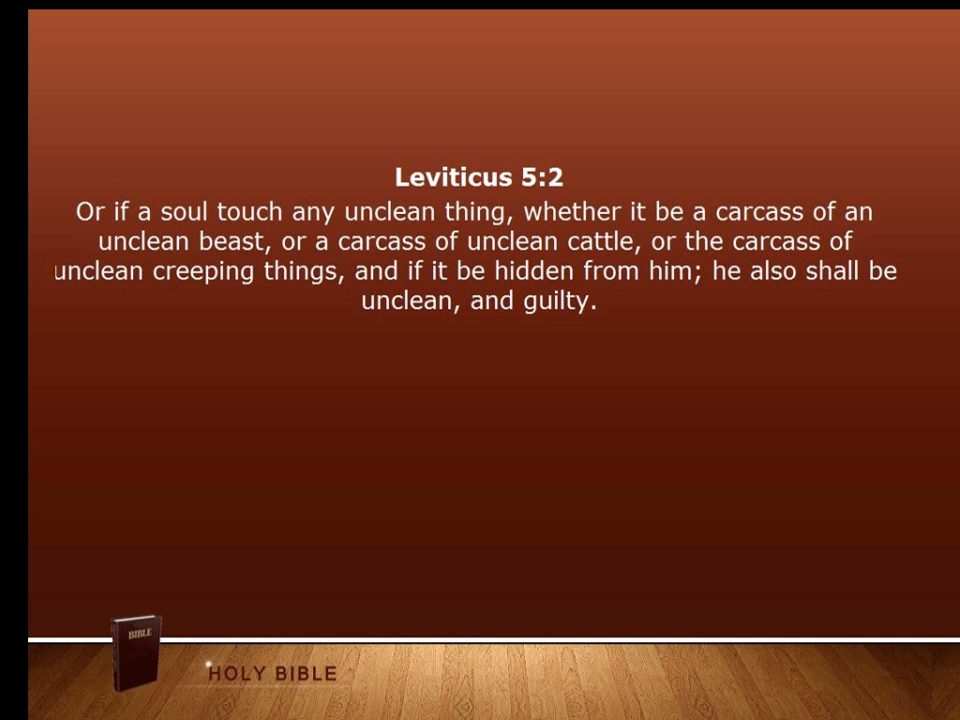 Leviticus 5:2
Or if a soul touch any unclean thing, whether it be a carcass of an
unclean beast, or a carcass of unclean cattle, or the carcass of
unclean creeping things, and if it be hidden from him; he also shall be
unclean, and guilty.
BIBLE
HOLY BIBLE